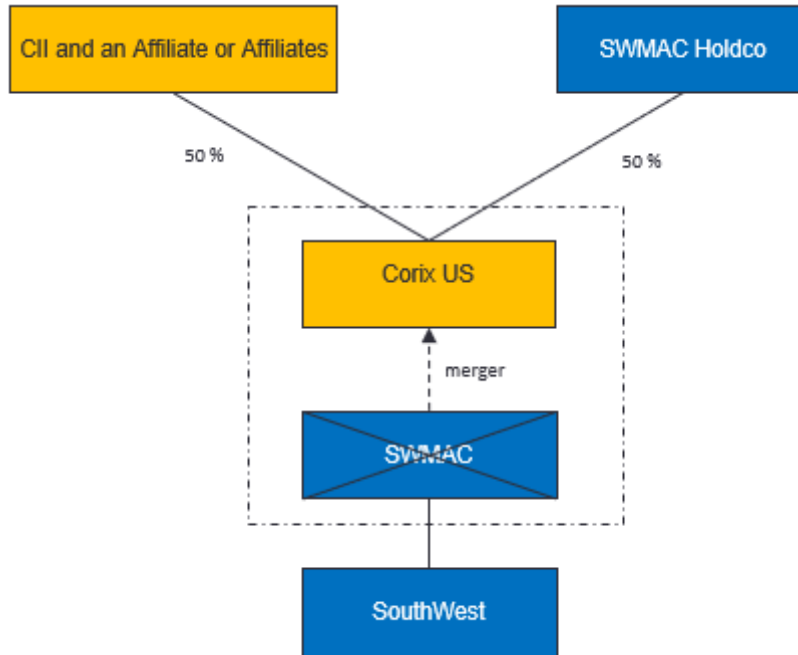 CII and an Affiliate or Affiliates
SWMAC Holdco
50 %
50 %
Corix US
merger
SWMAC
SouthWest